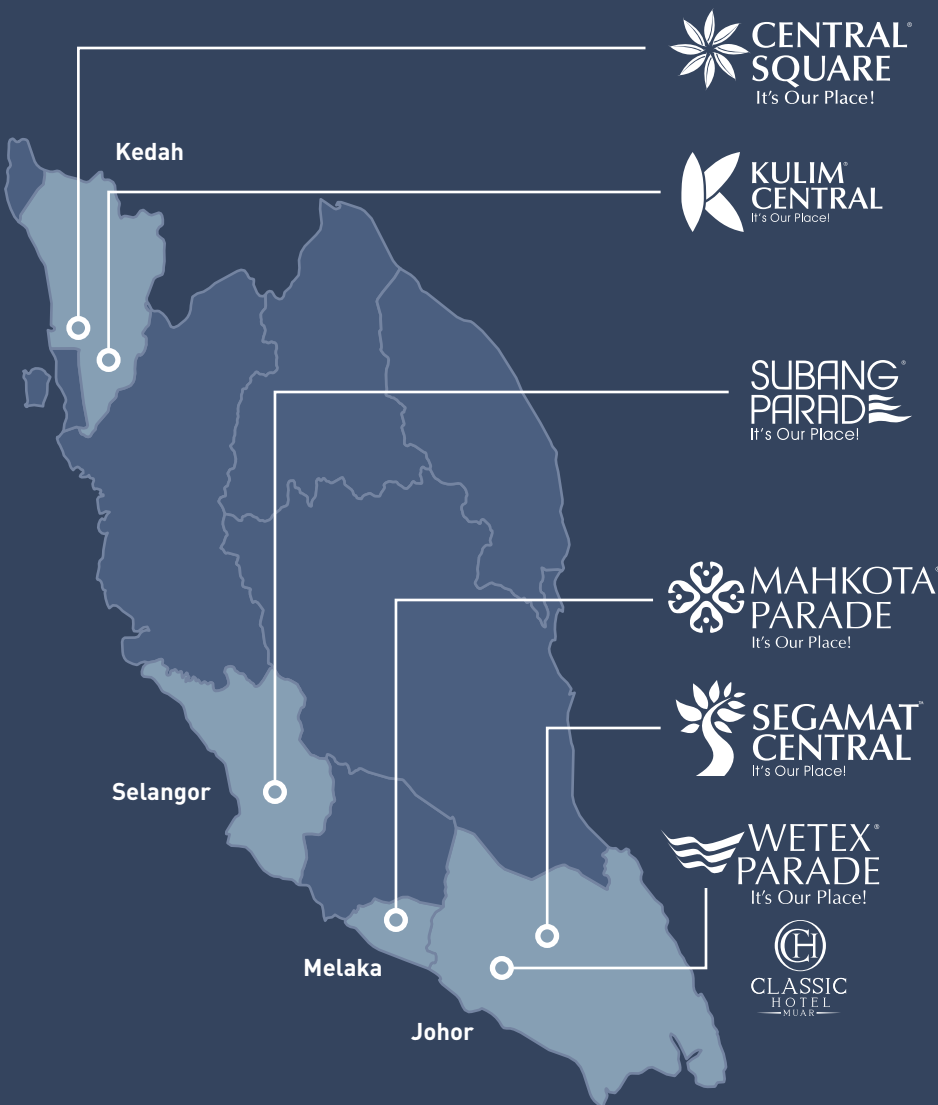 CENTRAL®
SQUARE
It's Our Place!
Kedah
KULIM®
CENTRAL
It's Our Place!
SUBANG®
PARADE
It's Our Place!
MAHKOTA®
PARADE
It's Our Place!
SEGAMAT™
CENTRAL
It's Our Place!
Selangor
WETEX®
PARADE
It's Our Place!
CH
CLASSIC
HOTEL
MUAR
Melaka
Johor